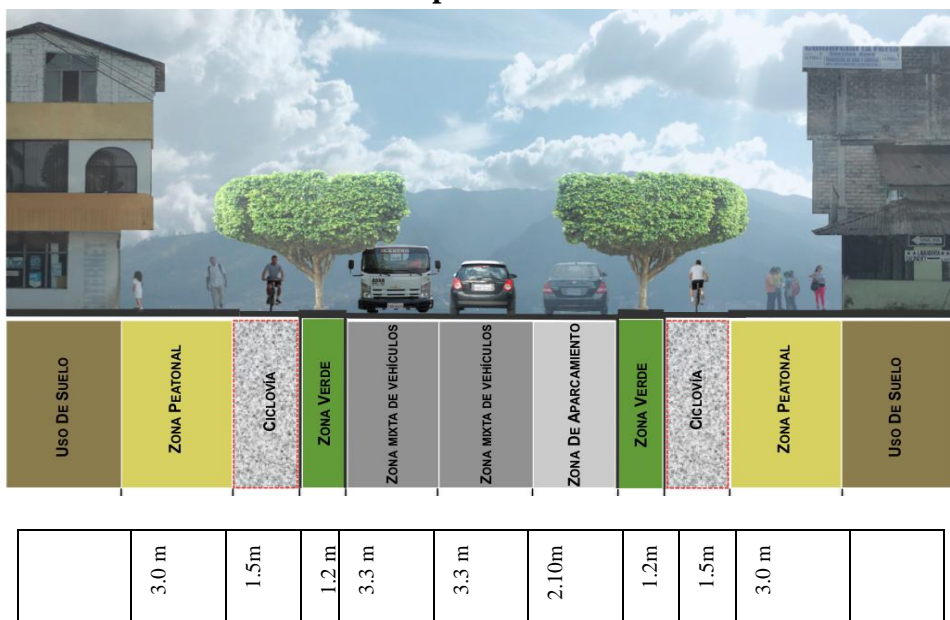 p
USO DE SUELO
ZONA PEATONAL
CICLOVÍA
ZONA VERDE
ZONA MIXTA DE VEHÍCULOS
ZONA MIXTA DE VEHÍCULOS
ZONA DE APARCAMIENTO
ZONA VERDE
CICLOVÍA
ZONA PEATONAL
USO DE SUELO
3.0 m
1.5m
1.2 m
3.3 m
3.3 m
2.10m
1.2m
1.5m
3.0 m